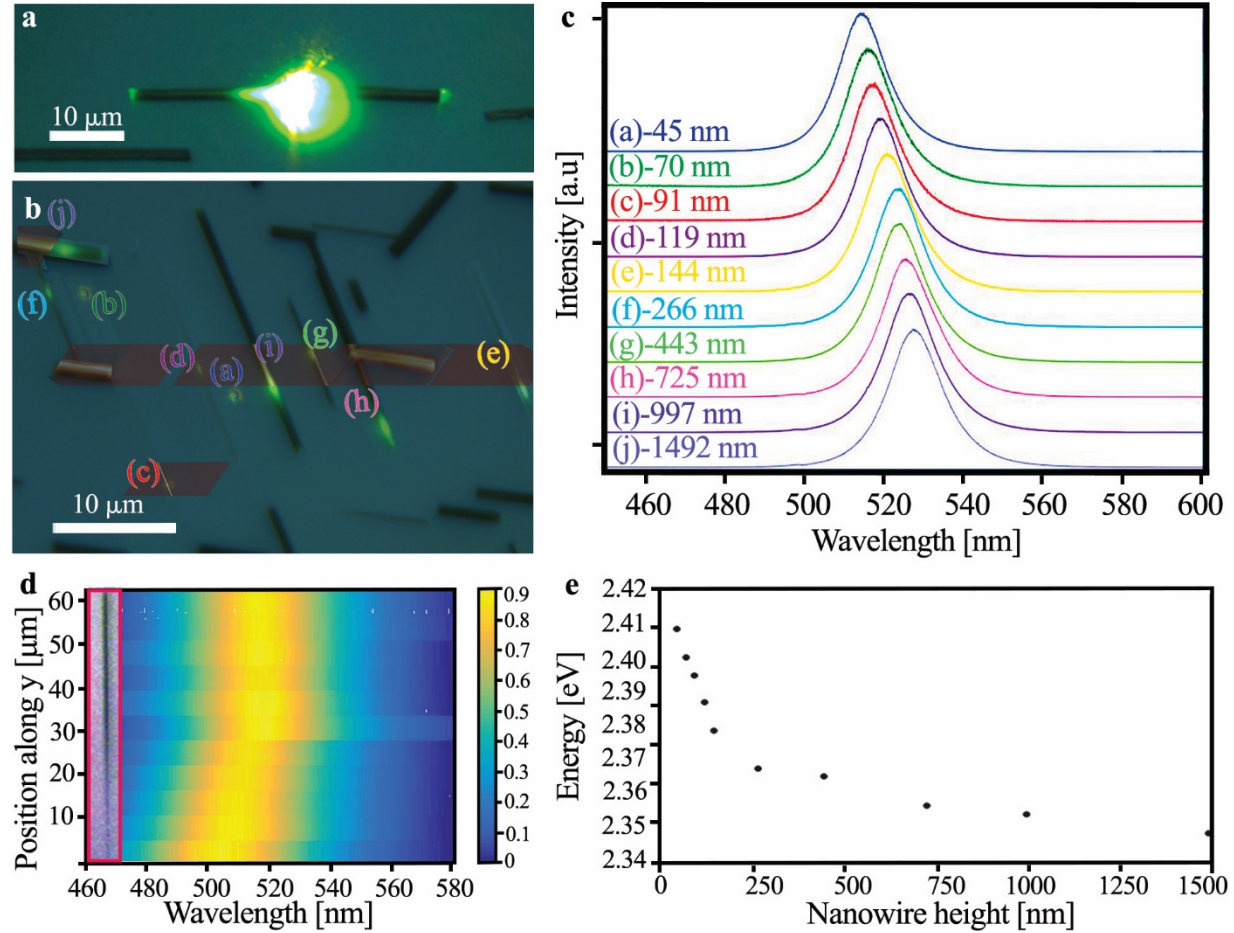 a
10 μm
b
(j)
(f)
(b)
(d)
(a)
(i)
(g)
(h)
(e)
(c)
10 μm
c
Intensity [a.u]
(a)-45 nm
(b)-70 nm
(c)-91 nm
(d)-119 nm
(e)-144 nm
(f)-266 nm
(g)-443 nm
(h)-725 nm
(i)-997 nm
(j)-1492 nm
460 480 500 520 540 560 580 600
Wavelength [nm]
d
Position along y [μm]
60
50
40
30
20
10
460 480 500 520 540 560 580
Wavelength [nm]
0.9
0.8
0.7
0.6
0.5
0.4
0.3
0.2
0.1
0
e
Energy [eV]
2.42
2.41
2.40
2.39
2.38
2.37
2.36
2.35
2.34
0 250 500 750 1000 1250 1500
Nanowire height [nm]